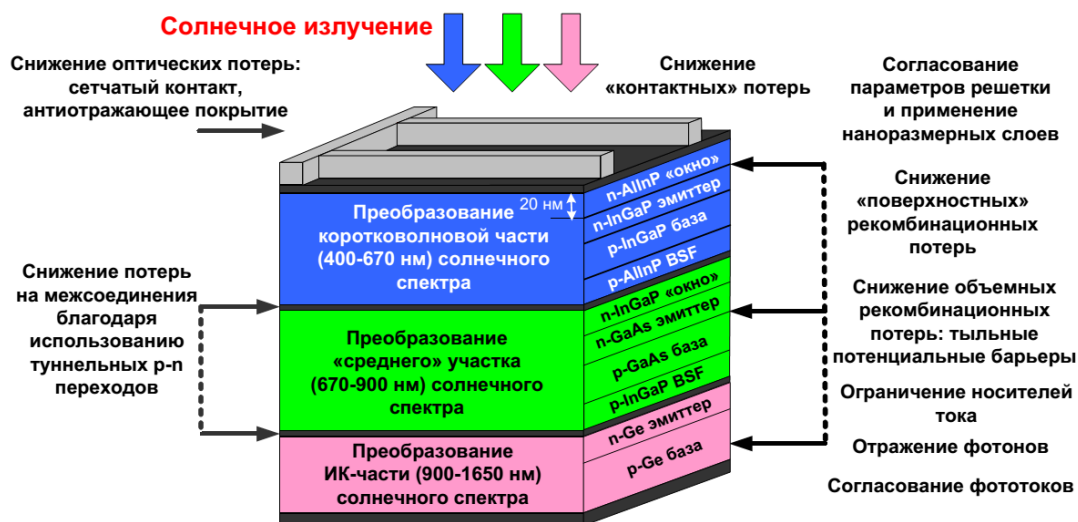 Солнечное излучение
Снижение оптических потерь:
сетчатый контакт,
антиотражающее покрытие
Снижение
«контактных» потерь
Согласование
параметров решетки
и применение
наноразмерных слоев
Снижение
«поверхностных»
рекомбинационных
потерь
Снижение объемных
рекомбинационных
потерь: тыльные
потенциальные барьеры
Ограничение носителей
тока
Отражение фотонов
Согласование фототоков
Снижение потерь
на межсоединения
благодаря
использованию
туннельных p-n
переходов
20 нм
Преобразование
коротковолновой части
(400-670 нм) солнечного
спектра
n-AlInP «окно»
n-InGaP эмиттер
p-InGaP база
p-AlInP BSF
Преобразование
«среднего» участка
(670-900 нм) солнечного
спектра
n-InGaP «окно»
n-GaAs эмиттер
p-GaAs база
p-InGaP BSF
Преобразование
ИК-части (900-1650 нм)
солнечного спектра
n-Ge эмиттер
p-Ge база